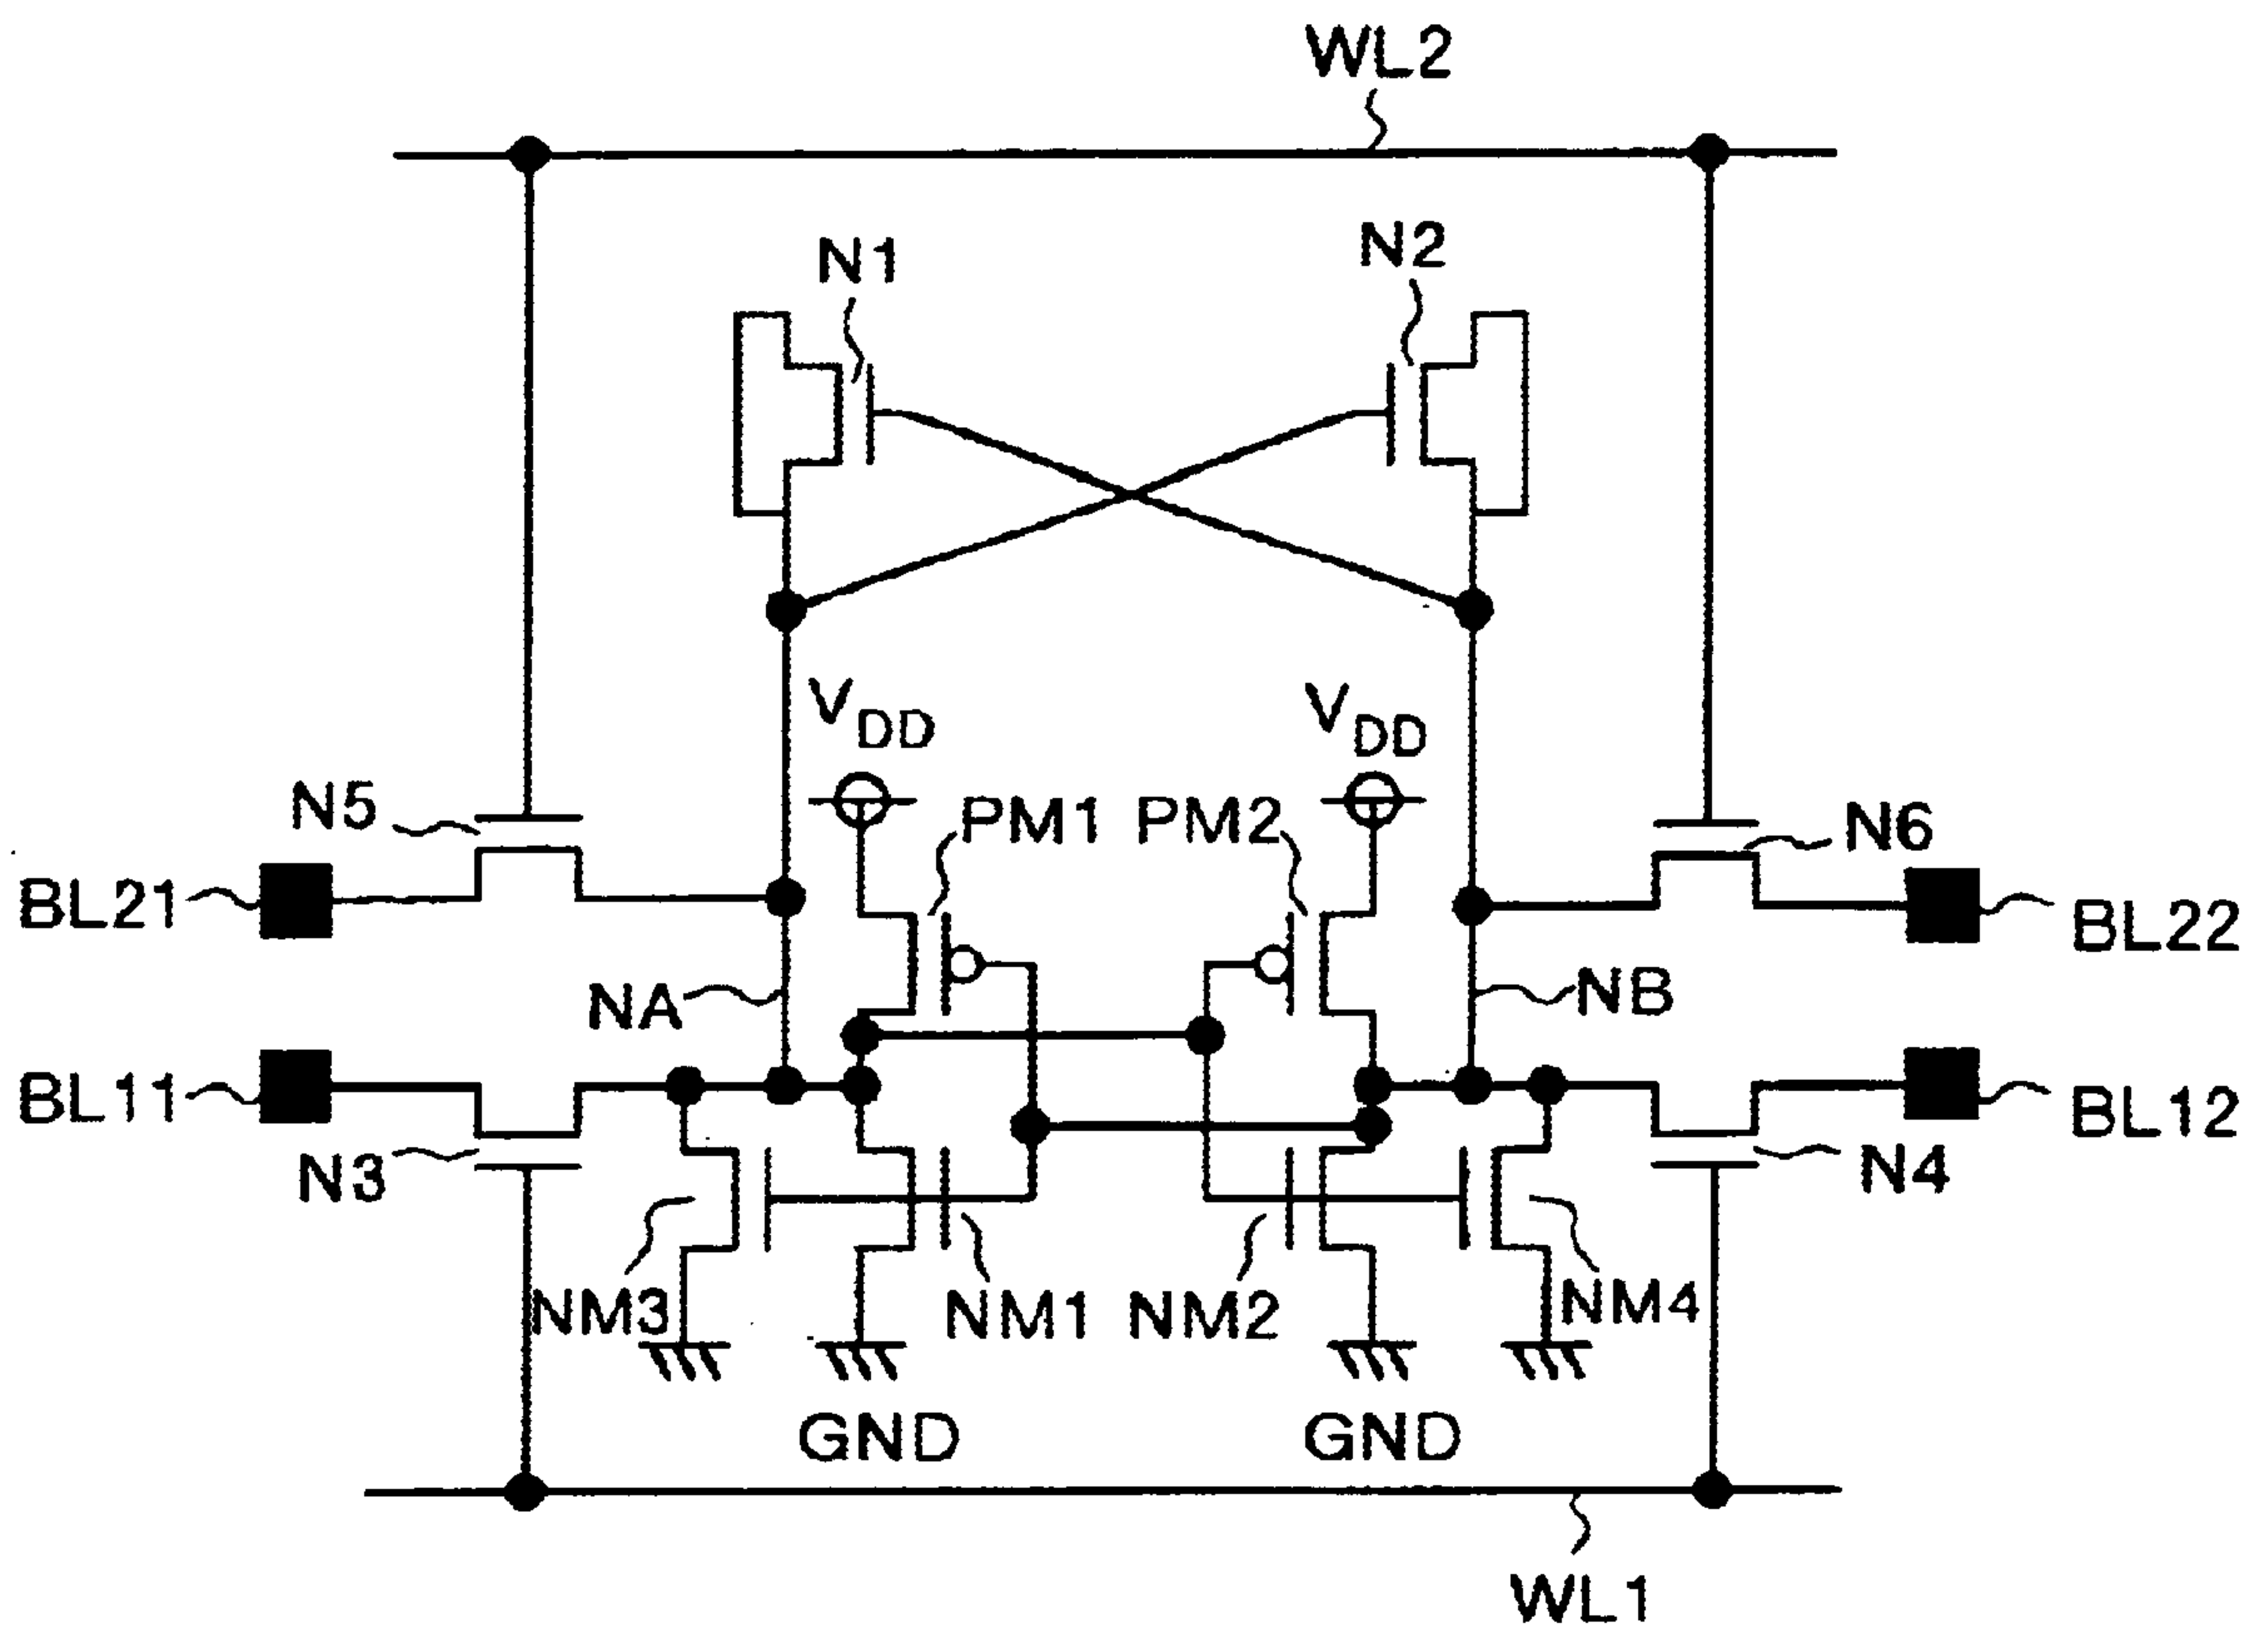 WL2
N1
N2
VDD
VDD
N5
PM1
PM2
N6
BL21
BL22
NA
NB
BL11
BL12
N3
N4
NM3
NM1
NM2
NM4
GND
GND
WL1